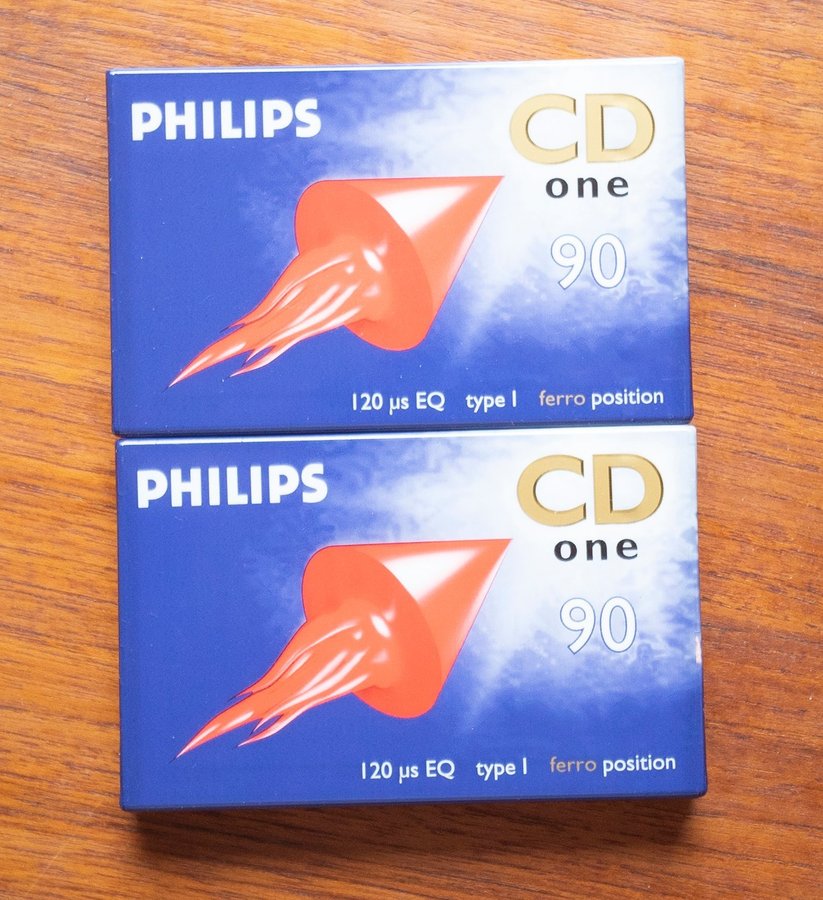 PHILIPS
CD
one
90
120 µs EQ type I ferro position
PHILIPS
CD
one
90
120 µs EQ type I ferro position